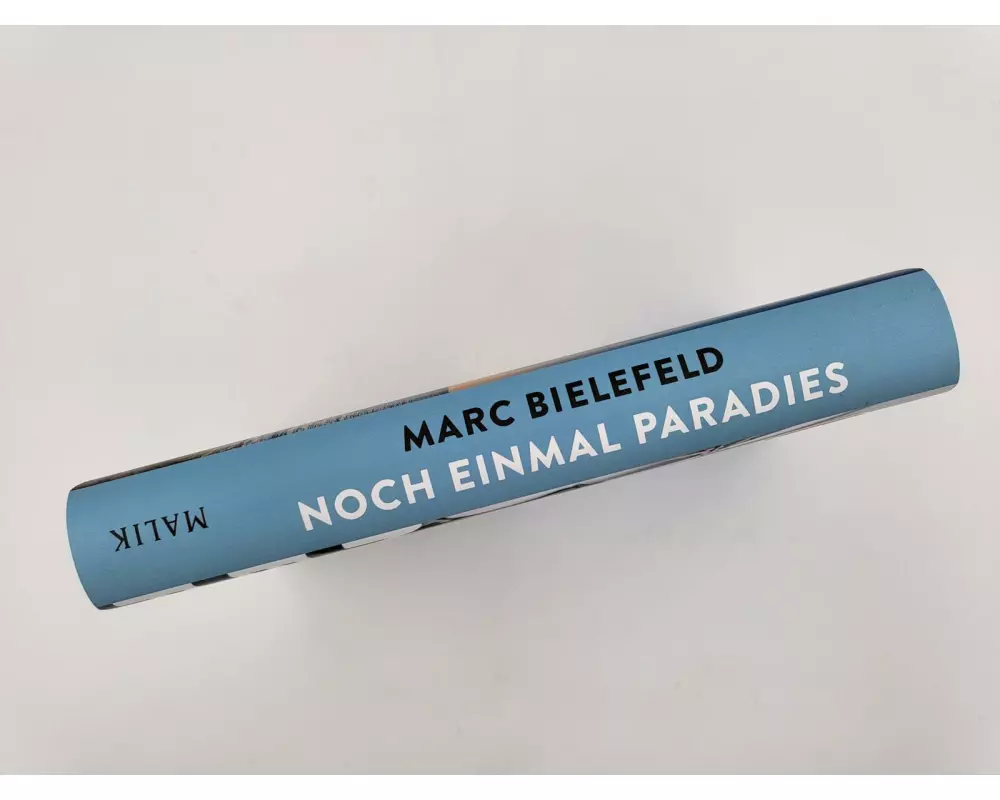 MARC BIELEFELD
NOCH EINMAL PARADIES
MALIK